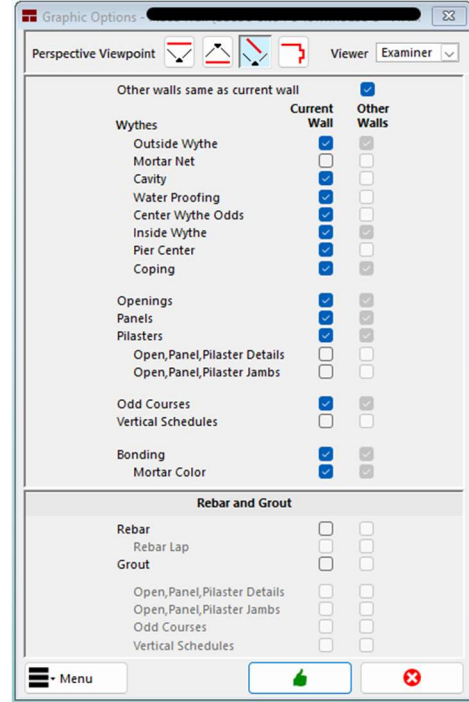 Graphic Options -
Perspective Viewpoint Viewer Examiner
Other walls same as current wall
Current Other
Wythes Wall Walls
Outside Wythe
Mortar Net
Cavity
Water Proofing
Center Wythe Odds
Inside Wythe
Pier Center
Coping
Openings
Panels
Pilasters
Open,Panel,Pilaster Details
Open,Panel,Pilaster Jambs
Odd Courses
Vertical Schedules
Bonding
Mortar Color
Rebar and Grout
Rebar
Rebar Lap
Grout
Open,Panel,Pilaster Details
Open,Panel,Pilaster Jambs
Odd Courses
Vertical Schedules
Menu